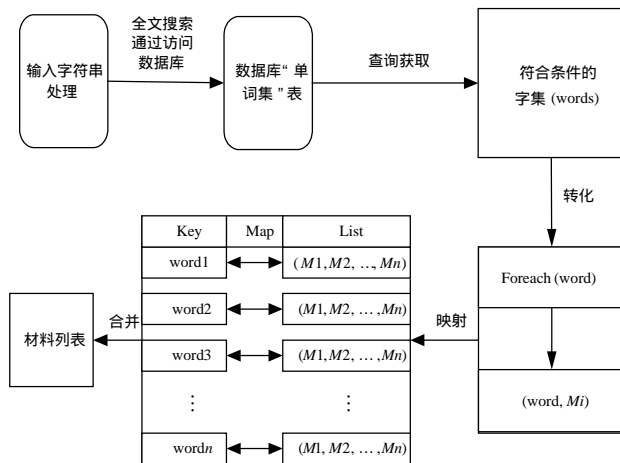 输入字符串
处理
全文搜索
通过访问
数据库
数据库“单
词集”表
查询获取
符合条件的
字集 (words)
转化
Foreach (word)
(word, Mi)
映射
Key Map List
word1 (M1, M2, …, Mn)
word2 (M1, M2, …, Mn)
word3 (M1, M2, …, Mn)
⋮ ⋮
wordn (M1, M2, …, Mn)
合并
材料列表